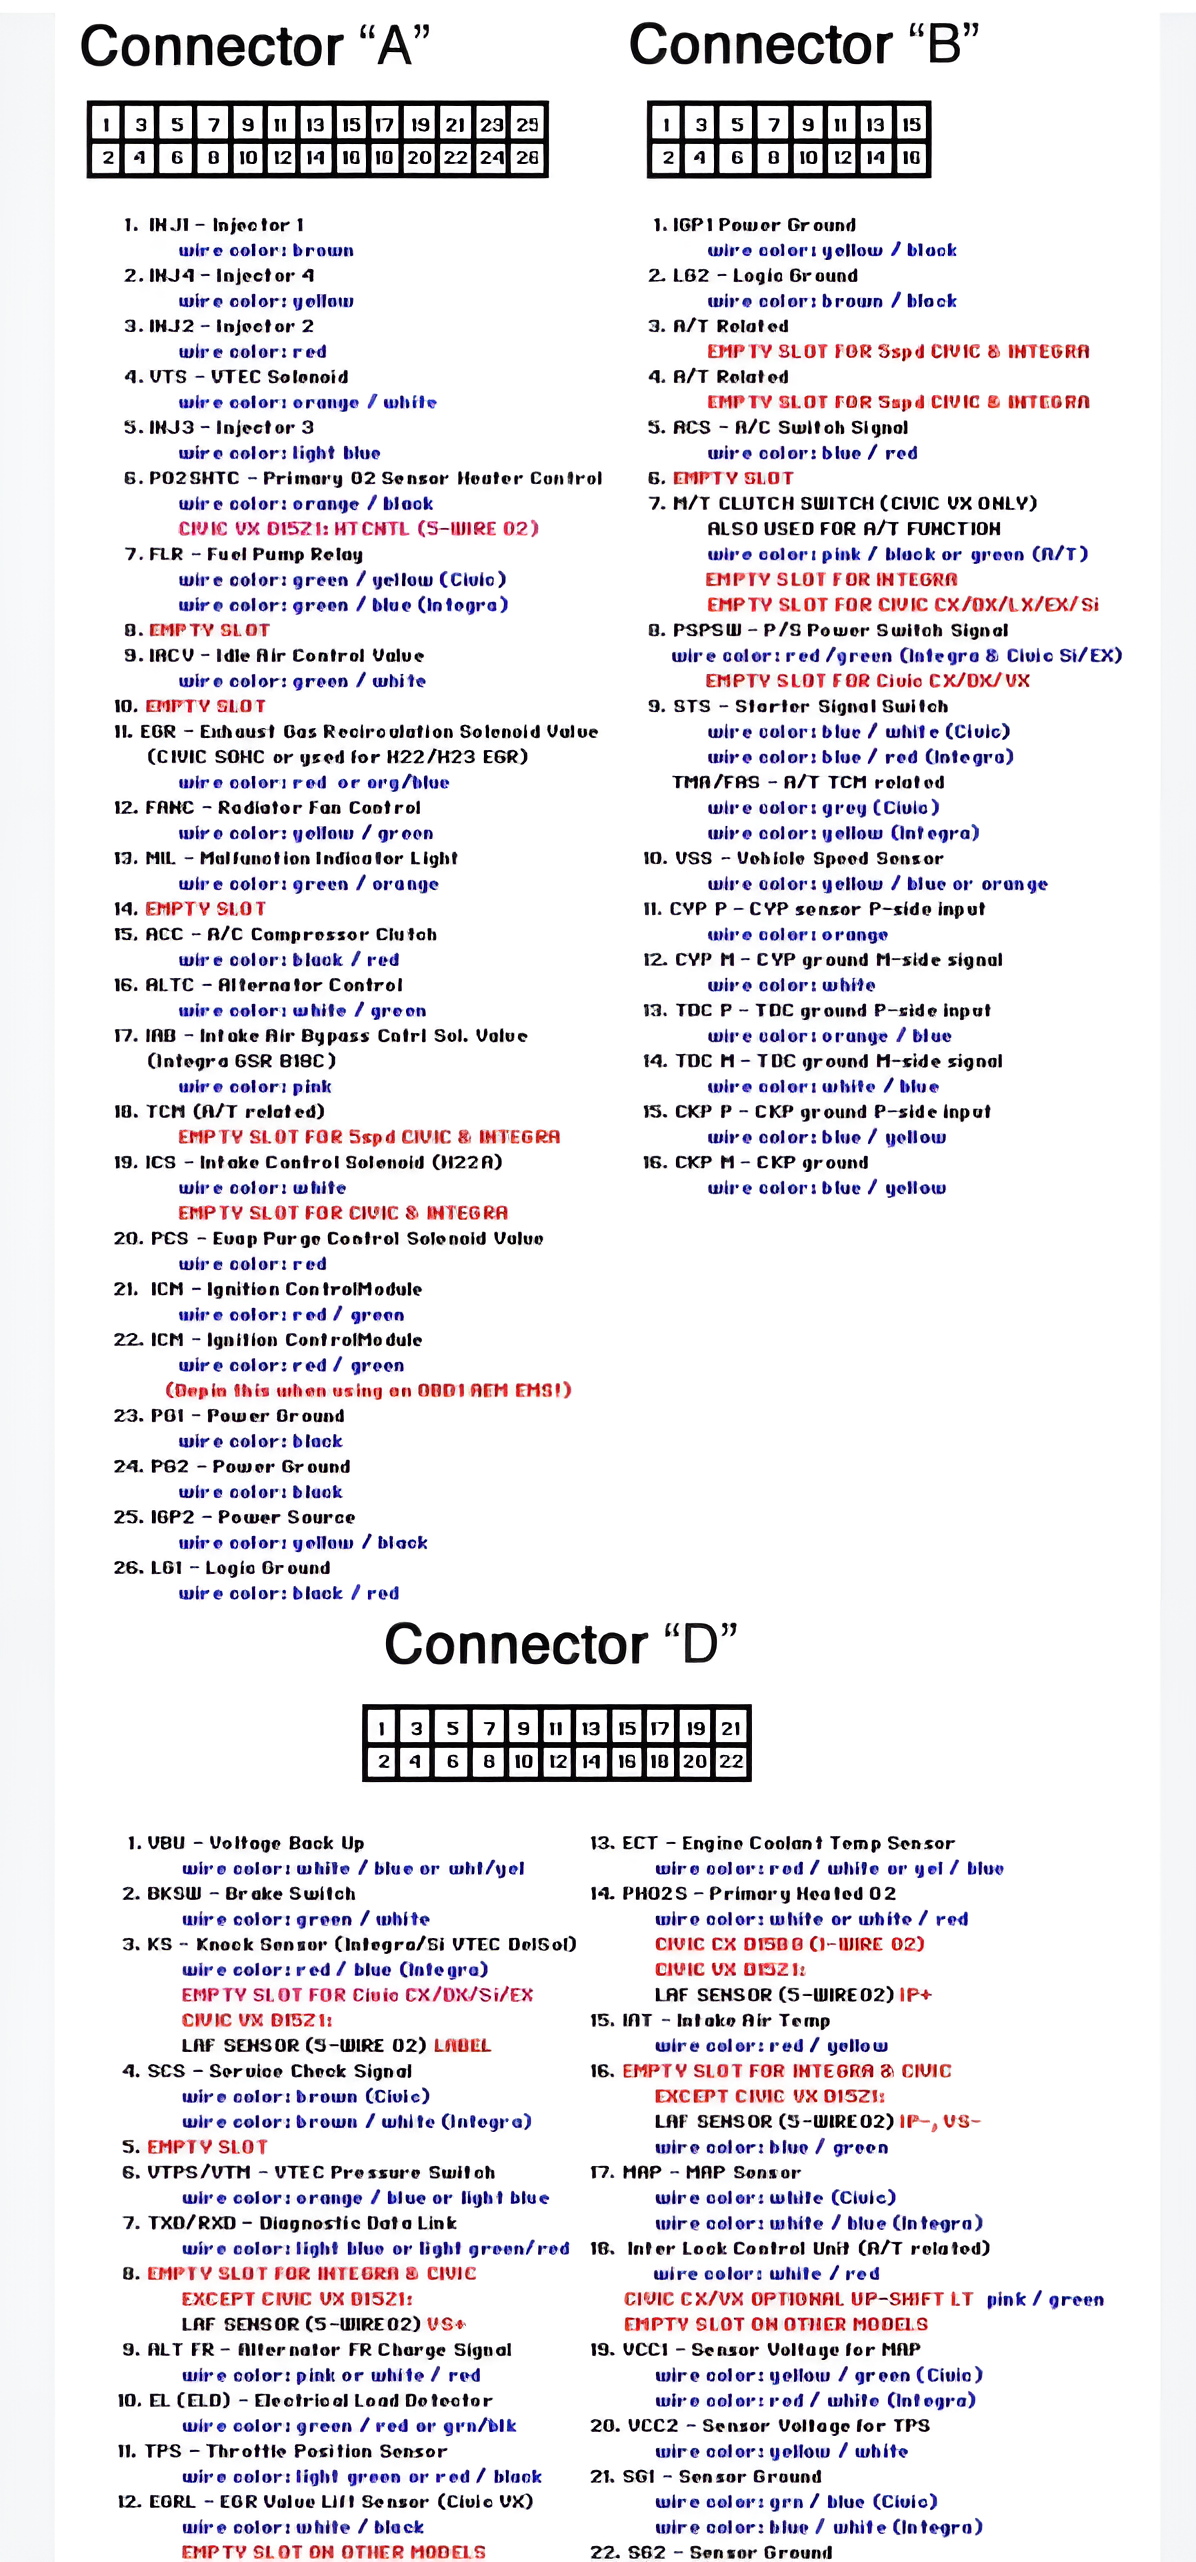 Connector “A”
1 3 5 7 9 11 13 15 17 19 21 23 25
2 4 6 8 10 12 14 16 18 20 22 24 26
1. INJ1 - Injector 1
wire color: brown
2. INJ4 - Injector 4
wire color: yellow
3. INJ2 - Injector 2
wire color: red
4. VTS - VTEC Solenoid
wire color: orange / white
5. INJ3 - Injector 3
wire color: light blue
6. PO2SHTC - Primary O2 Sensor Heater Control
wire color: orange / black
CIVIC VX D15Z1: HTCNTL (5-WIRE O2)
7. FLR - Fuel Pump Relay
wire color: green / yellow (Civic)
wire color: green / blue (Integra)
8. EMPTY SLOT
9. IACV - Idle Air Control Value
wire color: green / white
10. EMPTY SLOT
11. EGR - Exhaust Gas Recirculation Solenoid Value
(CIVIC SOHC or ysed for H22/H23 EGR)
wire color: red or org/blue
12. FANC - Radiator Fan Control
wire color: yellow / green
13. MIL - Malfunction Indicator Light
wire color: green / orange
14. EMPTY SLOT
15. ACC - A/C Compressor Clutch
wire color: black / red
16. ALTC - Alternator Control
wire color: white / green
17. IAB - Intake Air Bypass Cntrl Sol. Value
(Integra GSR B18C)
wire color: pink
18. TCM (A/T related)
EMPTY SLOT FOR 5spd CIVIC & INTEGRA
19. ICS - Intake Control Solenoid (H22A)
wire color: white
EMPTY SLOT FOR CIVIC & INTEGRA
20. PCS - Evap Purge Control Solenoid Value
wire color: red
21. ICM - Ignition ControlModule
wire color: red / green
22. ICM - Ignition ControlModule
wire color: red / green
(Depin this when using an OBD1 AEM EMS!)
23. PG1 - Power Ground
wire color: black
24. PG2 - Power Ground
wire color: black
25. IGP2 - Power Source
wire color: yellow / black
26. LG1 - Logic Ground
wire color: black / red
Connector “B”
1 3 5 7 9 11 13 15
2 4 6 8 10 12 14 16
1. IGP1 Power Ground
wire color: yellow / black
2. LG2 - Logic Ground
wire color: brown / black
3. A/T Related
EMPTY SLOT FOR 5spd CIVIC & INTEGRA
4. A/T Related
EMPTY SLOT FOR 5spd CIVIC & INTEGRA
5. ACS - A/C Switch Signal
wire color: blue / red
6. EMPTY SLOT
7. M/T CLUTCH SWITCH (CIVIC VX ONLY)
ALSO USED FOR A/T FUNCTION
wire color: pink / black or green (A/T)
EMPTY SLOT FOR INTEGRA
EMPTY SLOT FOR CIVIC CX/DX/LX/EX/Si
8. PSPSW - P/S Power Switch Signal
wire color: red /green (Integra & Civic Si/EX)
EMPTY SLOT FOR Civic CX/DX/VX
9. STS - Starter Signal Switch
wire color: blue / white (Civic)
wire color: blue / red (Integra)
TMA/FAS - A/T TCM related
wire color: grey (Civic)
wire color: yellow (Integra)
10. VSS - Vehicle Speed Sensor
wire color: yellow / blue or orange
11. CYP P - CYP sensor P-side input
wire color: orange
12. CYP M - CYP ground M-side signal
wire color: white
13. TDC P - TDC ground P-side input
wire color: orange / blue
14. TDC M - TDC ground M-side signal
wire color: white / blue
15. CKP P - CKP ground P-side input
wire color: blue / yellow
16. CKP M - CKP ground
wire color: blue / yellow
Connector “D”
1 3 5 7 9 11 13 15 17 19 21
2 4 6 8 10 12 14 16 18 20 22
1. VBU - Voltage Back Up
wire color: white / blue or wht/yel
2. BKSW - Brake Switch
wire color: green / white
3. KS - Knock Sensor (Integra/Si VTEC DelSol)
wire color: red / blue (Integra)
EMPTY SLOT FOR Civic CX/DX/Si/EX
CIVIC VX D15Z1:
LAF SENSOR (5-WIRE O2) LABEL
4. SCS - Service Check Signal
wire color: brown (Civic)
wire color: brown / white (Integra)
5. EMPTY SLOT
6. VTPS/VTM - VTEC Pressure Switch
wire color: orange / blue or light blue
7. TXD/RXD - Diagnostic Data Link
wire color: light blue or light green/red
8. EMPTY SLOT FOR INTEGRA & CIVIC
EXCEPT CIVIC VX D15Z1:
LAF SENSOR (5-WIRE O2) VS+
9. ALT FR - Alternator FR Charge Signal
wire color: pink or white / red
10. EL (ELD) - Electrical Load Detector
wire color: green / red or grn/blk
11. TPS - Throttle Position Sensor
wire color: light green or red / black
12. EGRL - EGR Value Lift Sensor (Civic VX)
wire color: white / black
EMPTY SLOT ON OTHER MODELS
13. ECT - Engine Coolant Temp Sensor
wire color: red / white or yel / blue
14. PHO2S - Primary Heated O2
wire color: white or white / red
CIVIC CX D15B8 (1-WIRE O2)
CIVIC VX D15Z1:
LAF SENSOR (5-WIRE O2) IP+
15. IAT - Intake Air Temp
wire color: red / yellow
16. EMPTY SLOT FOR INTEGRA & CIVIC
EXCEPT CIVIC VX D15Z1:
LAF SENSOR (5-WIRE O2) IP-, VS-
wire color: blue / green
17. MAP - MAP Sensor
wire color: white (Civic)
wire color: white / blue (Integra)
18. Inter Lock Control Unit (A/T related)
wire color: white / red
CIVIC CX/VX OPTIONAL UP-SHIFT LT pink / green
EMPTY SLOT ON OTHER MODELS
19. VCC1 - Sensor Voltage for MAP
wire color: yellow / green (Civic)
wire color: red / white (Integra)
20. VCC2 - Sensor Voltage for TPS
wire color: yellow / white
21. SG1 - Sensor Ground
wire color: grn / blue (Civic)
wire color: blue / white (Integra)
22. SG2 - Sensor Ground